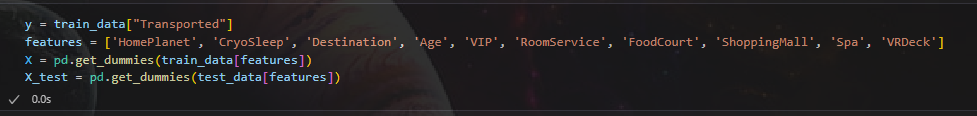 y = train_data["Transported"]
features = ['HomePlanet', 'CryoSleep', 'Destination', 'Age', 'VIP', 'RoomService', 'FoodCourt', 'ShoppingMall', 'Spa', 'VRDeck']
X = pd.get_dummies(train_data[features])
X_test = pd.get_dummies(test_data[features])
0.0s